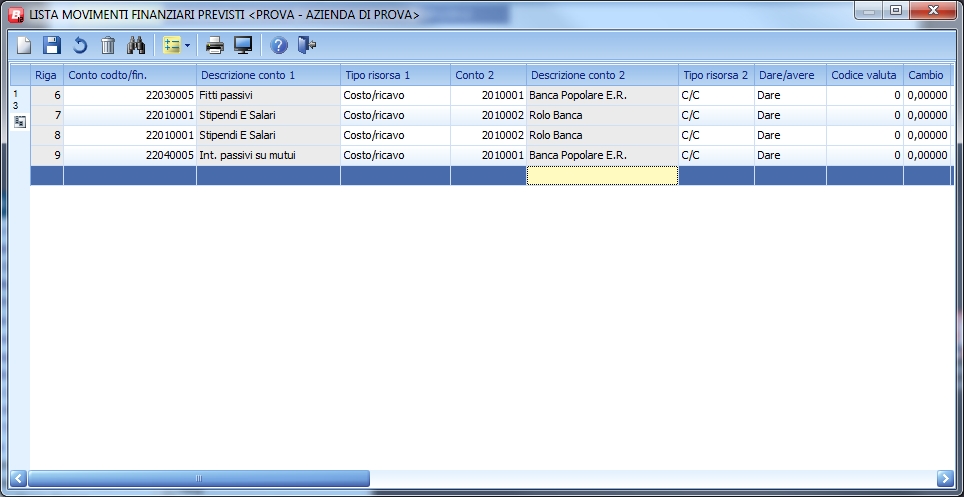 LISTA MOVIMENTI FINANZIARI PREVISTI <PROVA - AZIENDA DI PROVA>
Riga Conto codto/fin. Descrizione conto 1 Tipo risorsa 1 Conto 2 Descrizione conto 2 Tipo risorsa 2 Dare/avere Codice valuta Cambio
1
3
6 22030005 Fitti passivi Costo/ricavo 2010001 Banca Popolare E.R. C/C Dare 0 0,00000
7 22010001 Stipendi E Salari Costo/ricavo 2010002 Rolo Banca C/C Dare 0 0,00000
8 22010001 Stipendi E Salari Costo/ricavo 2010002 Rolo Banca C/C Dare 0 0,00000
9 22040005 Int. passivi su mutui Costo/ricavo 2010001 Banca Popolare E.R. C/C Dare 0 0,00000